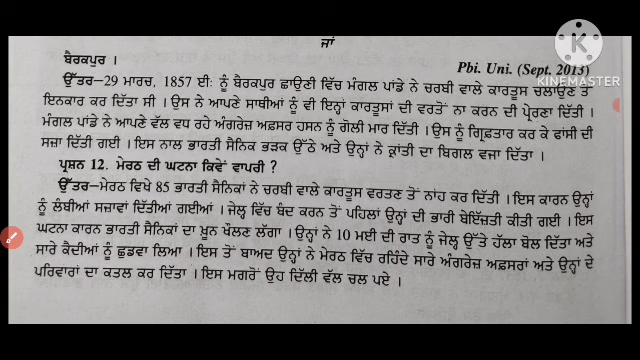 ਜਾਂ
ਬੈਰਕਪੁਰ ।
Pbi. Uni. (Sept. 2013)
ਉੱਤਰ–29 ਮਾਰਚ, 1857 ਈ: ਨੂੰ ਬੈਰਕਪੁਰ ਛਾਉਣੀ ਵਿੱਚ ਮੰਗਲ ਪਾਂਡੇ ਨੇ ਚਰਬੀ ਵਾਲੇ ਕਾਰਤੂਸ ਚਲਾਉਣ ਤੋਂ
ਇਨਕਾਰ ਕਰ ਦਿੱਤਾ ਸੀ । ਉਸ ਨੇ ਆਪਣੇ ਸਾਥੀਆਂ ਨੂੰ ਵੀ ਇਨ੍ਹਾਂ ਕਾਰਤੂਸਾਂ ਦੀ ਵਰਤੋਂ ਨਾ ਕਰਨ ਦੀ ਪ੍ਰੇਰਣਾ ਦਿੱਤੀ ।
ਮੰਗਲ ਪਾਂਡੇ ਨੇ ਆਪਣੇ ਵੱਲ ਵਧ ਰਹੇ ਅੰਗਰੇਜ਼ ਅਫ਼ਸਰ ਹਸਨ ਨੂੰ ਗੋਲੀ ਮਾਰ ਦਿੱਤੀ । ਉਸ ਨੂੰ ਗ੍ਰਿਫ਼ਤਾਰ ਕਰ ਕੇ ਫਾਂਸੀ ਦੀ
ਸਜ਼ਾ ਦਿੱਤੀ ਗਈ । ਇਸ ਨਾਲ ਭਾਰਤੀ ਸੈਨਿਕ ਭੜਕ ਉੱਠੇ ਅਤੇ ਉਨ੍ਹਾਂ ਨੇ ਕ੍ਰਾਂਤੀ ਦਾ ਬਿਗਲ ਵਜਾ ਦਿੱਤਾ ।
ਪ੍ਰਸ਼ਨ 12. ਮੇਰਠ ਦੀ ਘਟਨਾ ਕਿਵੇਂ ਵਾਪਰੀ ?
ਉੱਤਰ–ਮੇਰਠ ਵਿਖੇ 85 ਭਾਰਤੀ ਸੈਨਿਕਾਂ ਨੇ ਚਰਬੀ ਵਾਲੇ ਕਾਰਤੂਸ ਵਰਤਣ ਤੋਂ ਨਾਂਹ ਕਰ ਦਿੱਤੀ । ਇਸ ਕਾਰਨ ਉਨ੍ਹਾਂ
ਨੂੰ ਲੰਬੀਆਂ ਸਜ਼ਾਵਾਂ ਦਿੱਤੀਆਂ ਗਈਆਂ । ਜੇਲ੍ਹ ਵਿੱਚ ਬੰਦ ਕਰਨ ਤੋਂ ਪਹਿਲਾਂ ਉਨ੍ਹਾਂ ਦੀ ਭਾਰੀ ਬੇਇੱਜ਼ਤੀ ਕੀਤੀ ਗਈ । ਇਸ
ਘਟਨਾ ਕਾਰਨ ਭਾਰਤੀ ਸੈਨਿਕਾਂ ਦਾ ਖ਼ੂਨ ਖੌਲਣ ਲੱਗਾ । ਉਨ੍ਹਾਂ ਨੇ 10 ਮਈ ਦੀ ਰਾਤ ਨੂੰ ਜੇਲ੍ਹ ਉੱਤੇ ਹੱਲਾ ਬੋਲ ਦਿੱਤਾ ਅਤੇ
ਸਾਰੇ ਕੈਦੀਆਂ ਨੂੰ ਛੁਡਵਾ ਲਿਆ । ਇਸ ਤੋਂ ਬਾਅਦ ਉਨ੍ਹਾਂ ਨੇ ਮੇਰਠ ਵਿੱਚ ਰਹਿੰਦੇ ਸਾਰੇ ਅੰਗਰੇਜ਼ ਅਫ਼ਸਰਾਂ ਅਤੇ ਉਨ੍ਹਾਂ ਦੇ
ਪਰਿਵਾਰਾਂ ਦਾ ਕਤਲ ਕਰ ਦਿੱਤਾ । ਇਸ ਮਗਰੋਂ ਉਹ ਦਿੱਲੀ ਵੱਲ ਚਲ ਪਏ ।
KINEMASTER